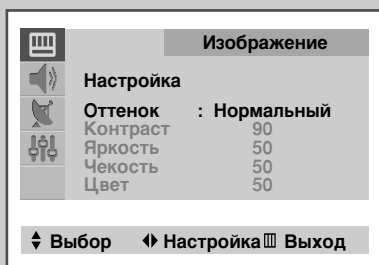 Изображение
Настройка
Оттенок : Нормальный
Контраст 90
Яркость 50
Чекость 50
Цвет 50
Выбор Настройка Выход